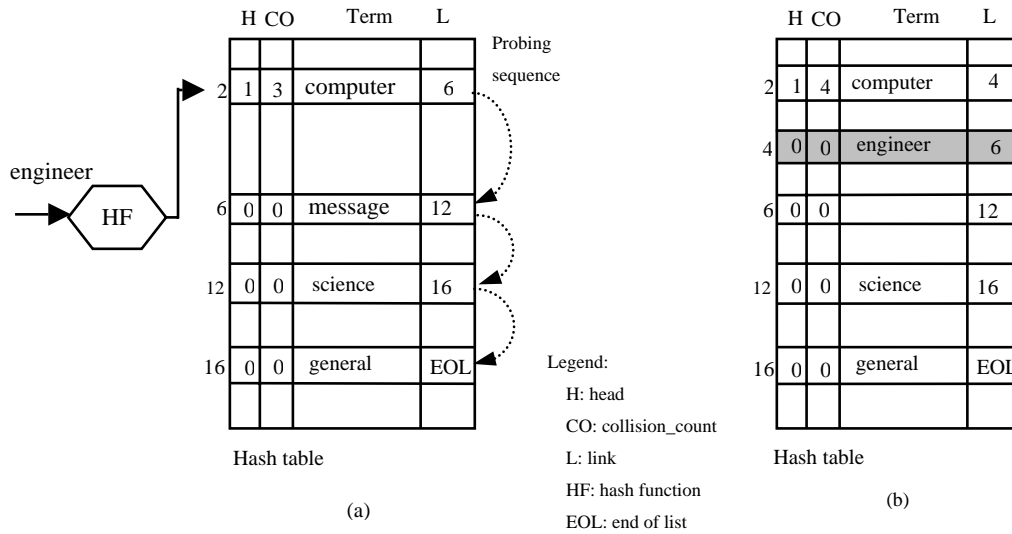 H CO Term L
Probing
sequence
2 1 3 computer 6
engineer
HF
6 0 0 message 12
12 0 0 science 16
16 0 0 general EOL
Hash table
(a)
Legend:
H: head
CO: collision_count
L: link
HF: hash function
EOL: end of list
H CO Term L
2 1 4 computer 4
4 0 0 engineer 6
6 0 0 12
12 0 0 science 16
16 0 0 general EOL
Hash table
(b)